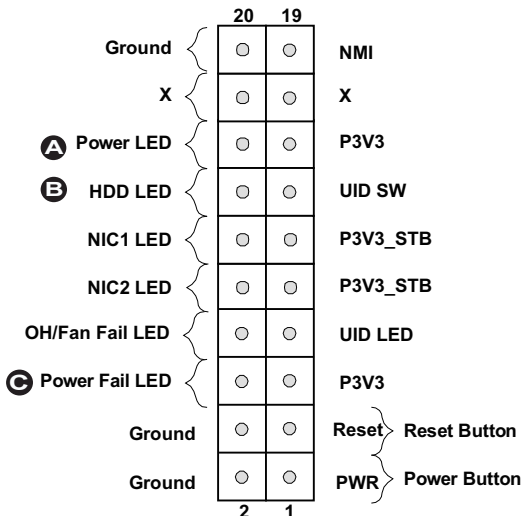 20 19
Ground NMI
X X
A Power LED P3V3
B HDD LED UID SW
NIC1 LED P3V3_STB
NIC2 LED P3V3_STB
OH/Fan Fail LED UID LED
C Power Fail LED P3V3
Ground Reset Reset Button
Ground PWR Power Button
2 1